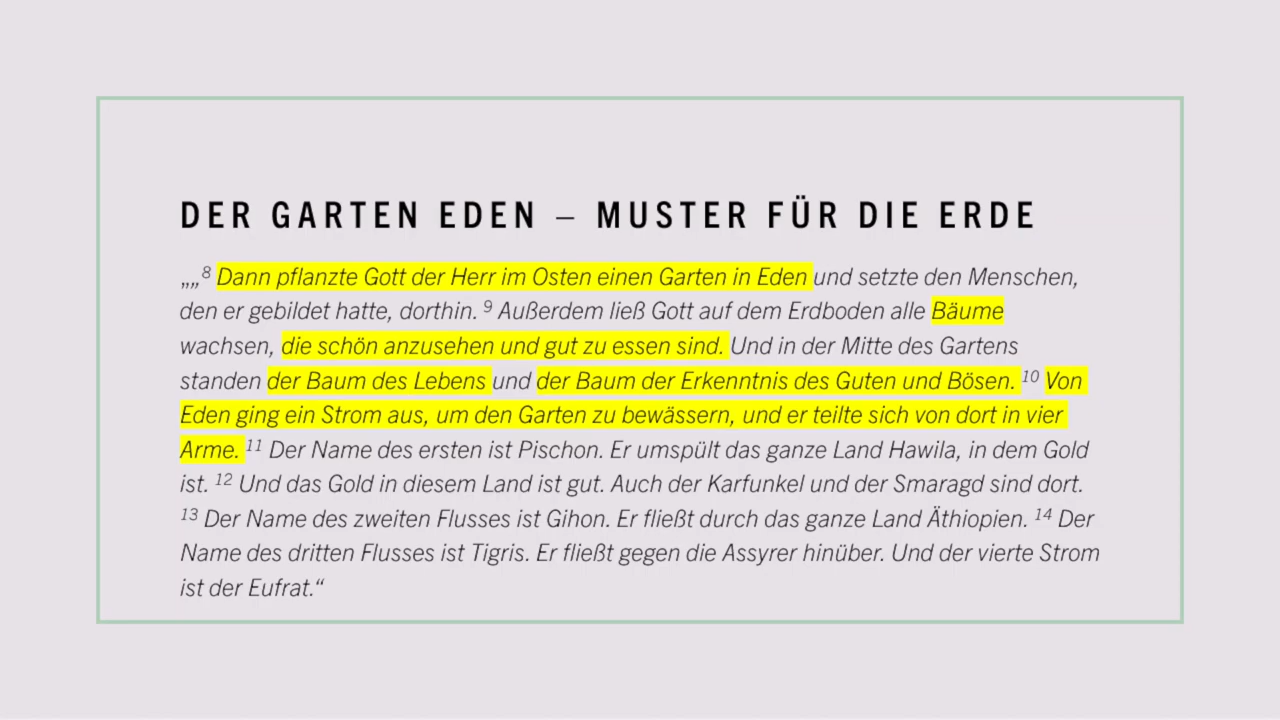 DER GARTEN EDEN – MUSTER FÜR DIE ERDE
„„⁸ Dann pflanzte Gott der Herr im Osten einen Garten in Eden und setzte den Menschen,
den er gebildet hatte, dorthin. ⁹ Außerdem ließ Gott auf dem Erdboden alle Bäume
wachsen, die schön anzusehen und gut zu essen sind. Und in der Mitte des Gartens
standen der Baum des Lebens und der Baum der Erkenntnis des Guten und Bösen. ¹⁰ Von
Eden ging ein Strom aus, um den Garten zu bewässern, und er teilte sich von dort in vier
Arme. ¹¹ Der Name des ersten ist Pischon. Er umspült das ganze Land Hawila, in dem Gold
ist. ¹² Und das Gold in diesem Land ist gut. Auch der Karfunkel und der Smaragd sind dort.
¹³ Der Name des zweiten Flusses ist Gihon. Er fließt durch das ganze Land Äthiopien. ¹⁴ Der
Name des dritten Flusses ist Tigris. Er fließt gegen die Assyrer hinüber. Und der vierte Strom
ist der Eufrat.“